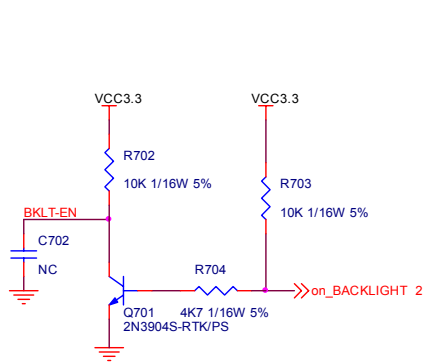 VCC3.3
VCC3.3
R702
10K 1/16W 5%
R703
10K 1/16W 5%
BKLT-EN
C702
NC
R704
4K7 1/16W 5%
on_BACKLIGHT 2
Q701
2N3904S-RTK/PS